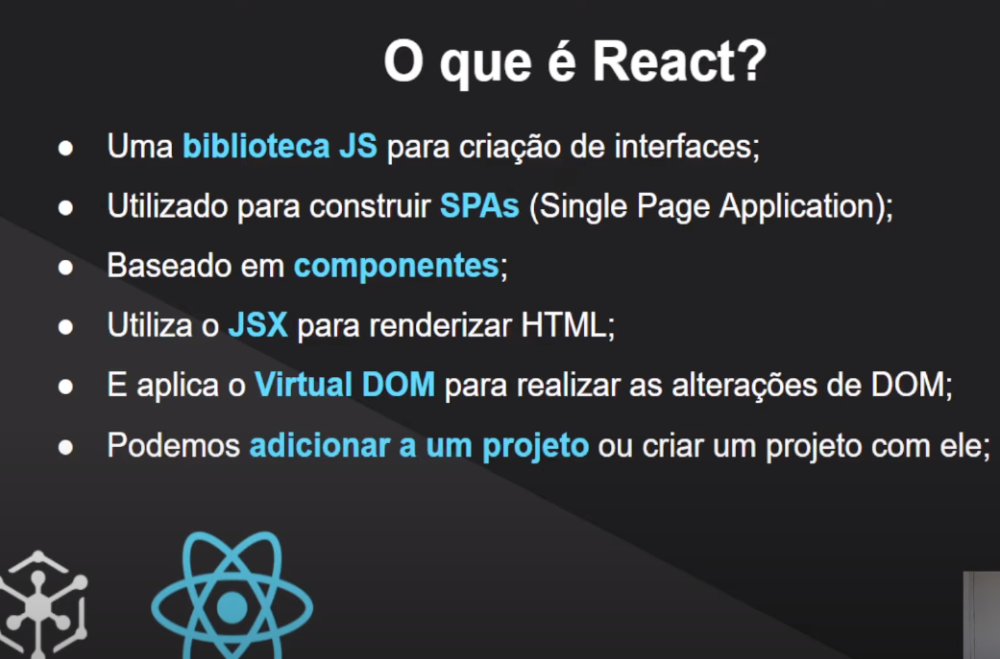 O que é React?
● Uma biblioteca JS para criação de interfaces;
● Utilizado para construir SPAs (Single Page Application);
● Baseado em componentes;
● Utiliza o JSX para renderizar HTML;
● E aplica o Virtual DOM para realizar as alterações de DOM;
● Podemos adicionar a um projeto ou criar um projeto com ele;